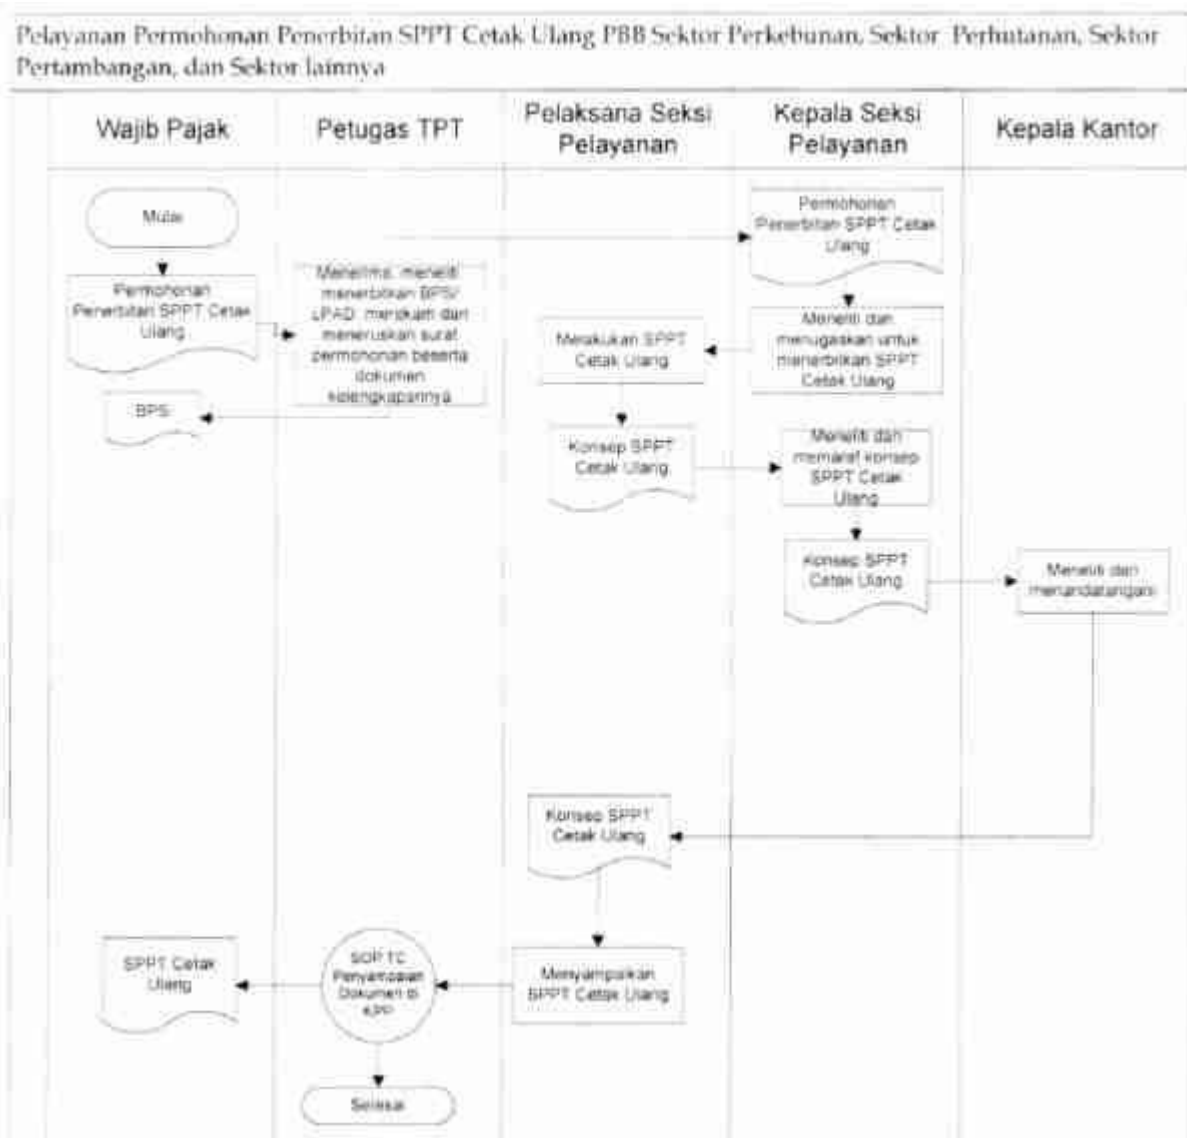 Pelayanan Permohonan Penerbitan SPPT Cetak Ulang PBB Sektor Perkebunan, Sektor Perhutanan, Sektor
Pertambangan, dan Sektor lainnya
Wajib Pajak
Petugas TPT
Pelaksana Seksi
Pelayanan
Kepala Seksi
Pelayanan
Kepala Kantor
Mulai
Permohonan
Penerbitan SPPT Cetak
Ulang
Menerima, meneliti
menerbitkan BPS/
LPAD, merekam dan
meneruskan surat
permohonan beserta
dokumen
kelengkapannya
BPS
Permohonan
Penerbitan SPPT Cetak
Ulang
Meneliti dan
menugaskan untuk
menerbitkan SPPT
Cetak Ulang
Melakukan SPPT
Cetak Ulang
Konsep SPPT
Cetak Ulang
Meneliti dan
memaraf konsep
SPPT Cetak
Ulang
Konsep SPPT
Cetak Ulang
Meneliti dan
menandatangani
Konsep SPPT
Cetak Ulang
Menyampaikan
SPPT Cetak Ulang
SOP TC
Penyampaian
Dokumen di
KPP
SPPT Cetak
Ulang
Selesai